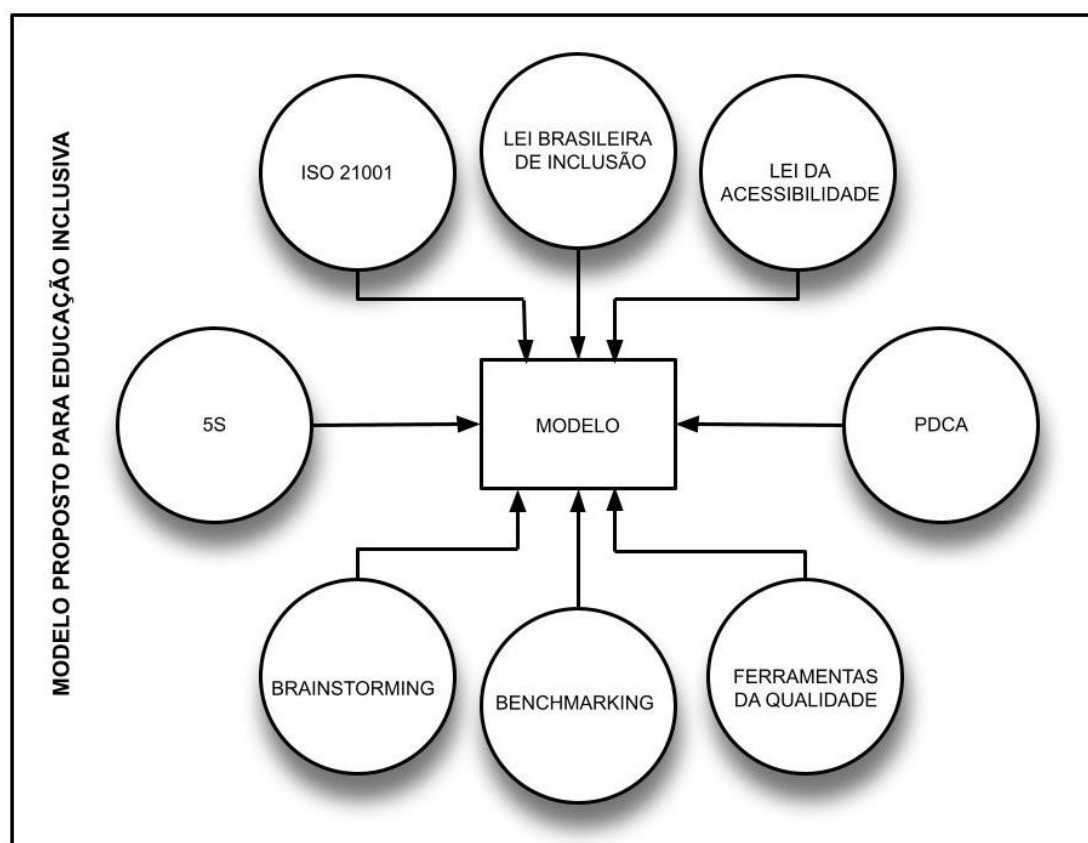 MODELO PROPOSTO PARA EDUCAÇÃO INCLUSIVA
ISO 21001
LEI BRASILEIRA
DE INCLUSÃO
LEI DA
ACESSIBILIDADE
5S
MODELO
PDCA
BRAINSTORMING
BENCHMARKING
FERRAMENTAS
DA QUALIDADE